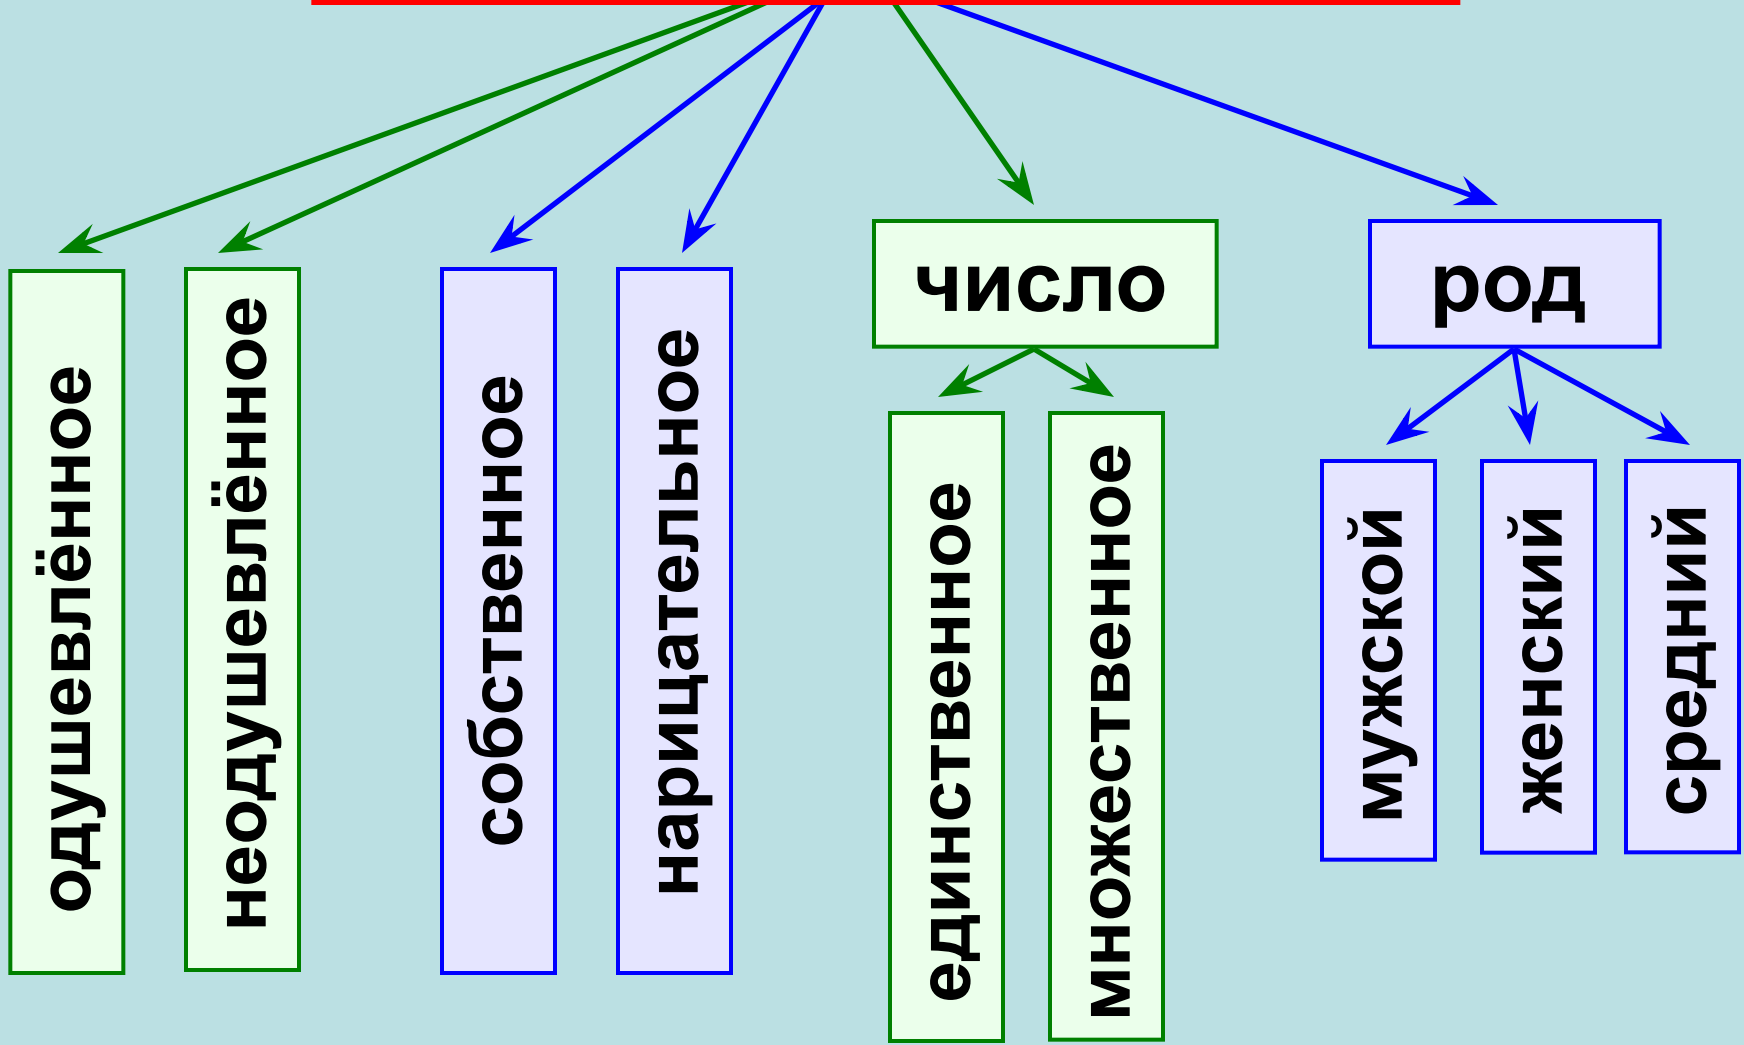 одушевлённое
неодушевлённое
собственное
нарицательное
число
единственное
множественное
род
мужской
женский
средний